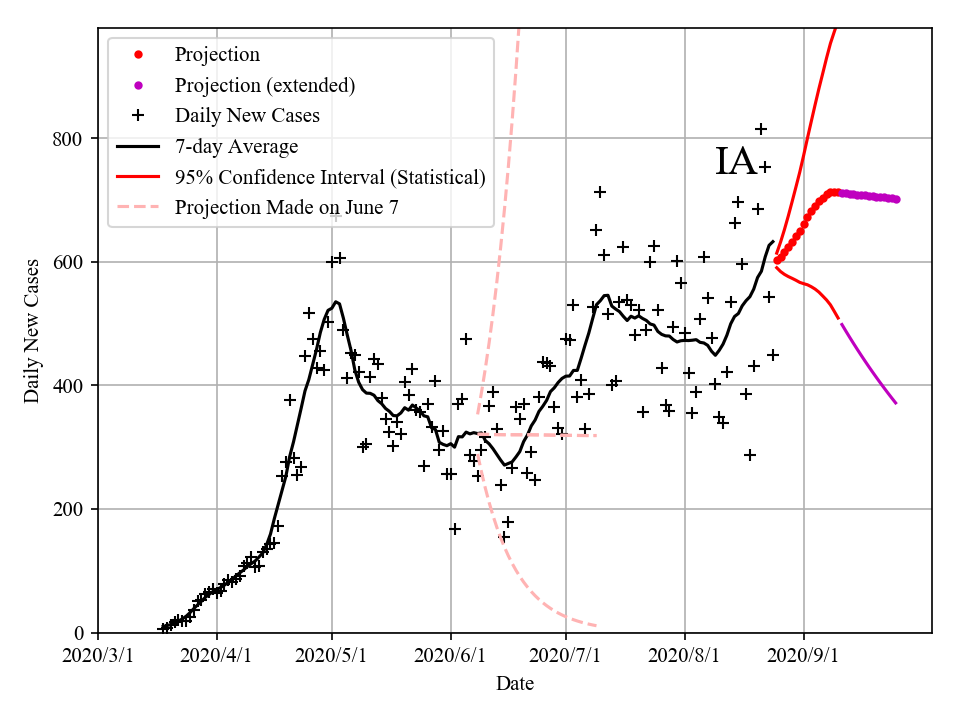 Projection
Projection (extended)
Daily New Cases
7-day Average
95% Confidence Interval (Statistical)
Projection Made on June 7
IA
800
600
400
200
0
Daily New Cases
2020/3/1 2020/4/1 2020/5/1 2020/6/1 2020/7/1 2020/8/1 2020/9/1
Date